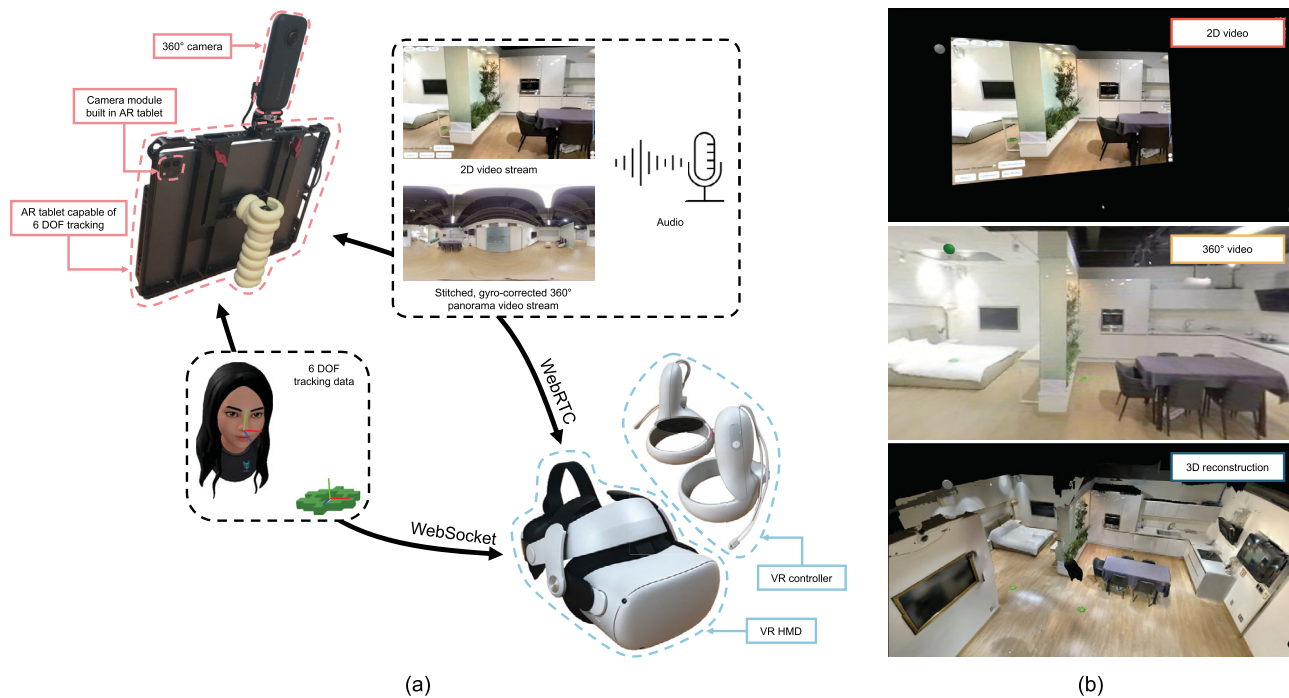 360° camera
Camera module
built in AR tablet
AR tablet capable of
6 DOF tracking
2D video stream
Stitched, gyro-corrected 360°
panorama video stream
Audio
6 DOF
tracking data
WebRTC
WebSocket
VR controller
VR HMD
(a)
2D video
360° video
3D reconstruction
(b)